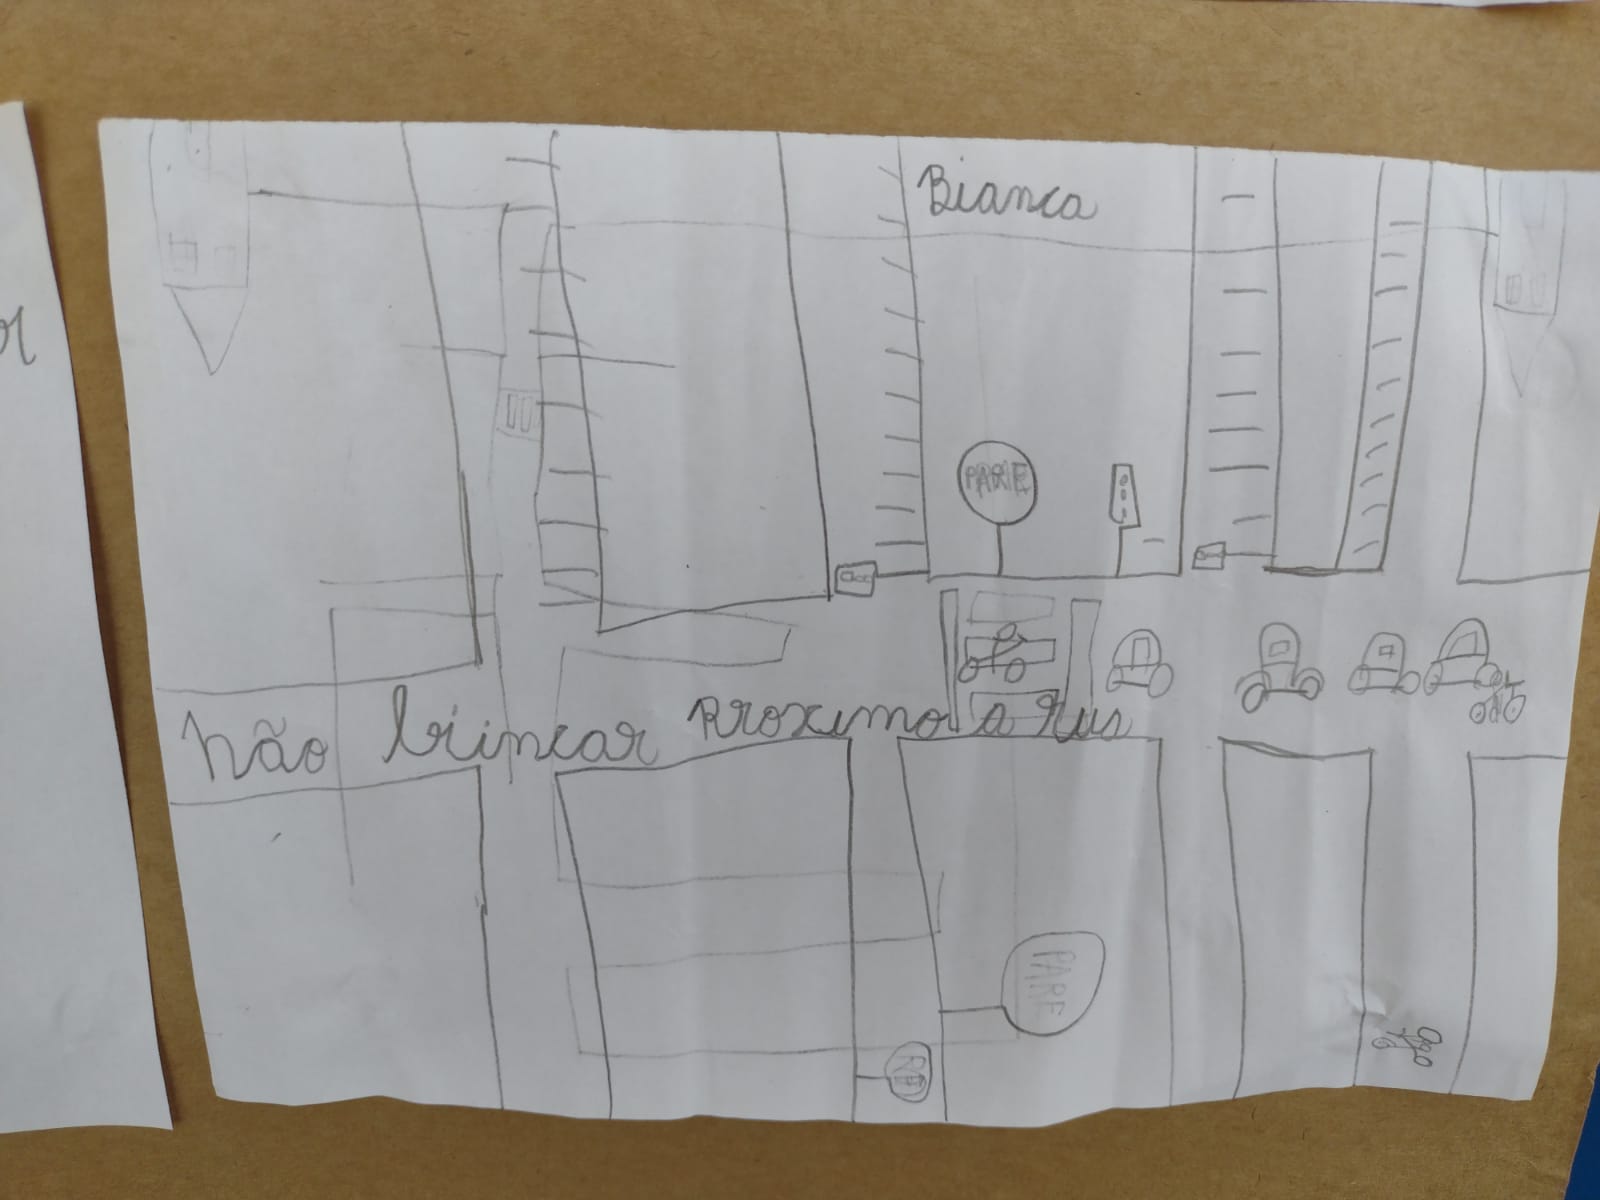 Bianca
PARE
não brincar proximo a rua
PARE